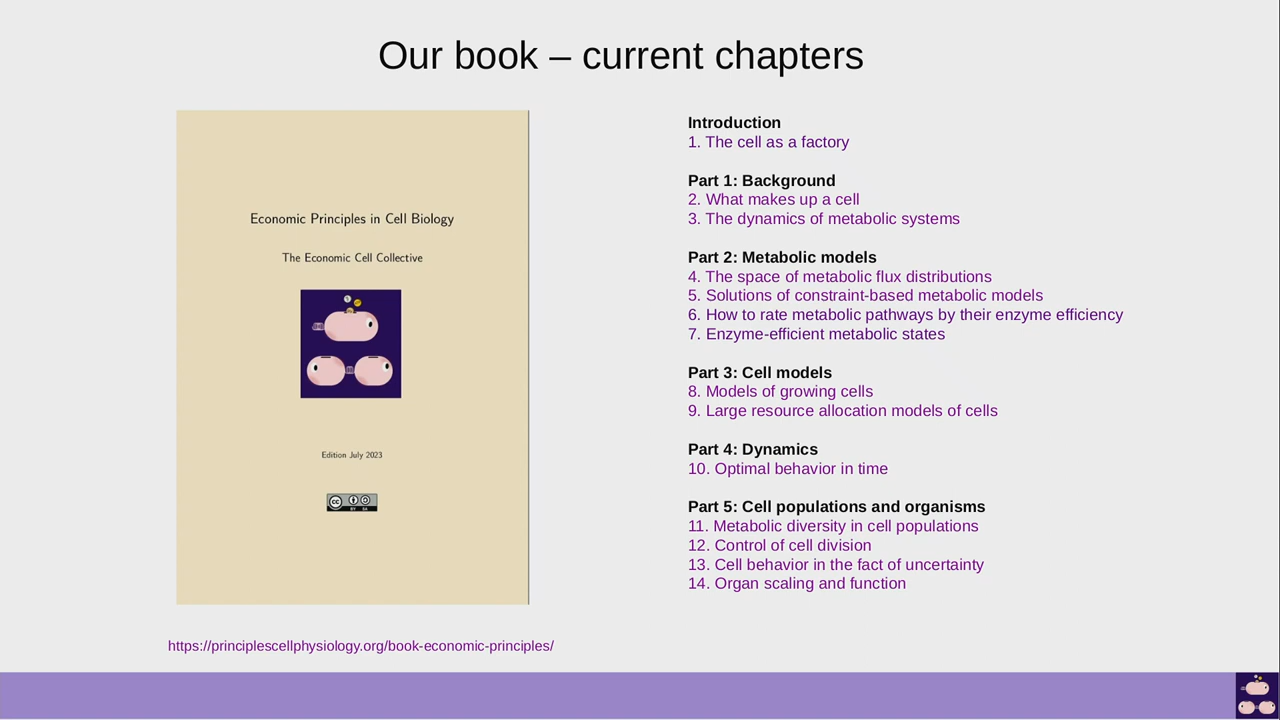 Our book – current chapters
Economic Principles in Cell Biology
The Economic Cell Collective
Edition July 2023
CC
BY SA
https://principlescellphysiology.org/book-economic-principles/
Introduction
1. The cell as a factory
Part 1: Background
2. What makes up a cell
3. The dynamics of metabolic systems
Part 2: Metabolic models
4. The space of metabolic flux distributions
5. Solutions of constraint-based metabolic models
6. How to rate metabolic pathways by their enzyme efficiency
7. Enzyme-efficient metabolic states
Part 3: Cell models
8. Models of growing cells
9. Large resource allocation models of cells
Part 4: Dynamics
10. Optimal behavior in time
Part 5: Cell populations and organisms
11. Metabolic diversity in cell populations
12. Control of cell division
13. Cell behavior in the fact of uncertainty
14. Organ scaling and function